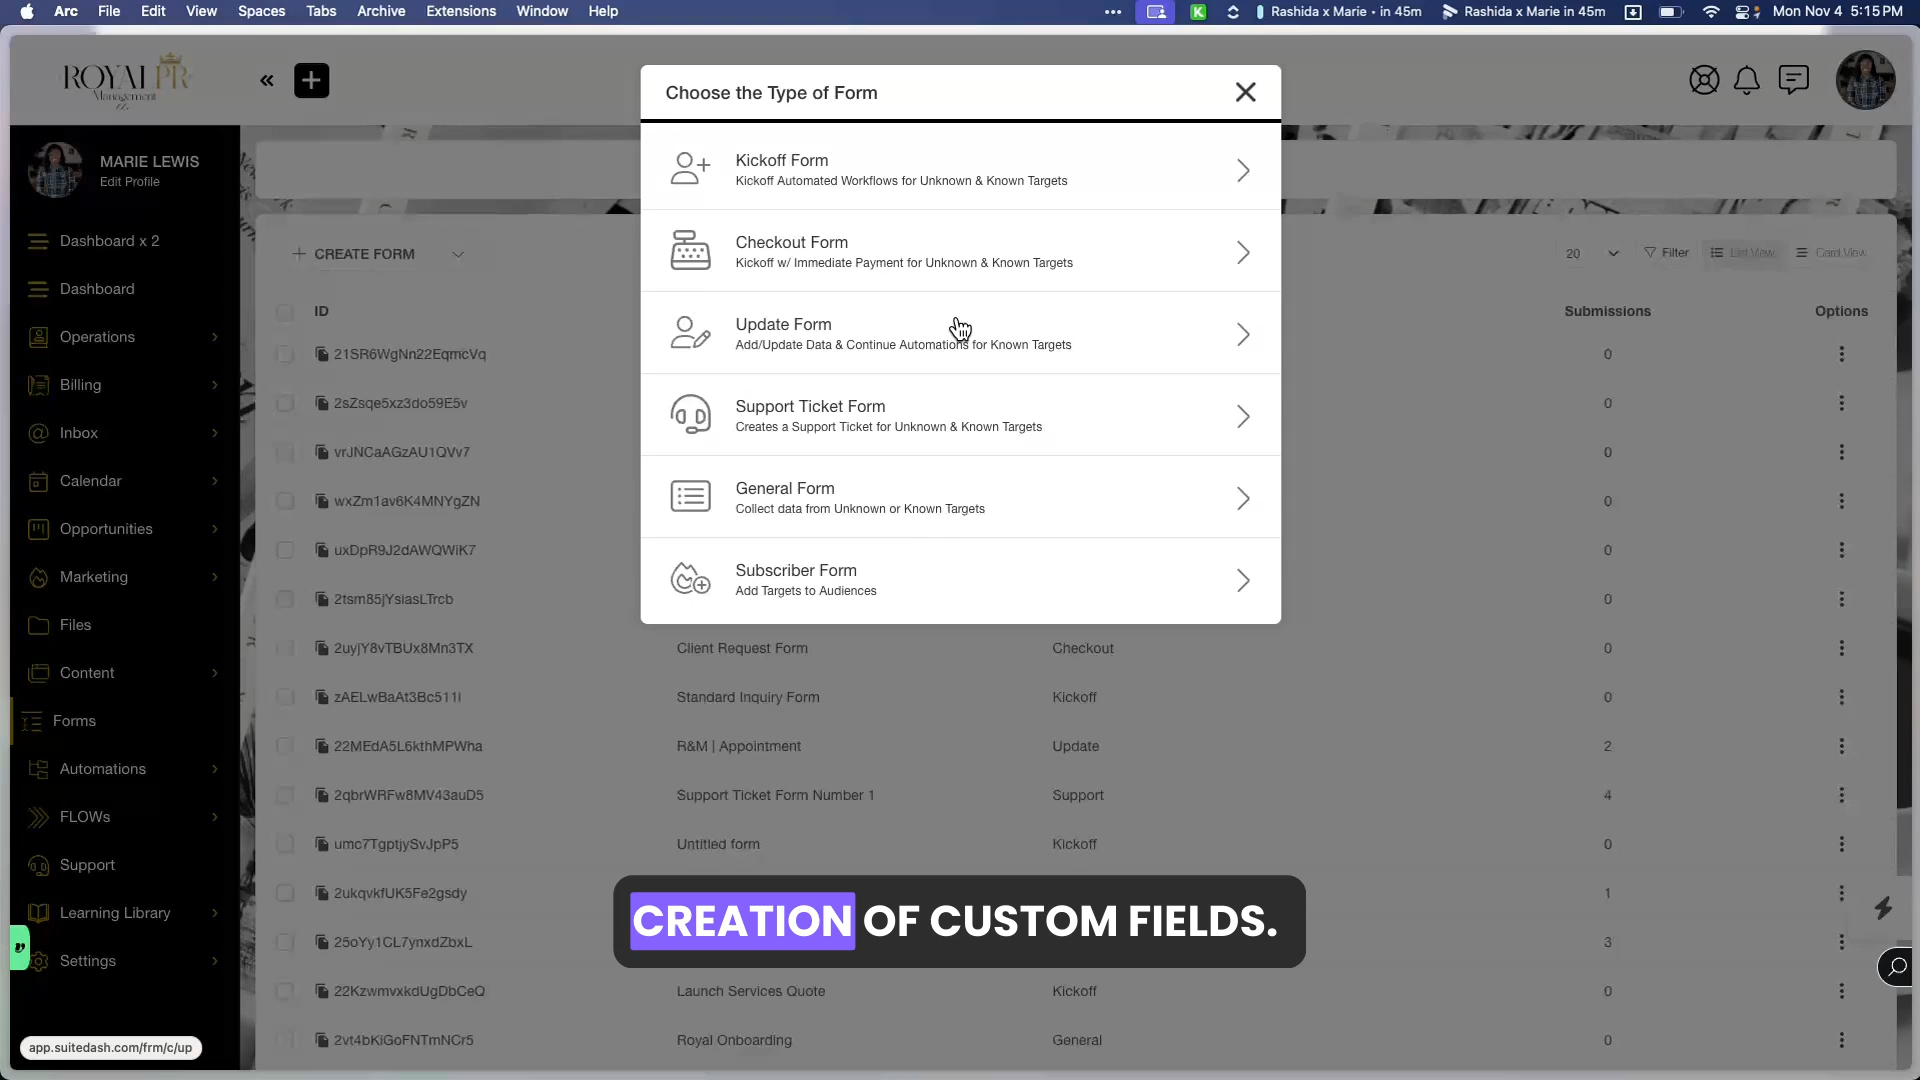 Arc File Edit View Spaces Tabs Archive Extensions Window Help
Rashida x Marie • in 45m Rashida x Marie in 45m Mon Nov 4 5:15 PM
ROYAL PR
Management
MARIE LEWIS
Edit Profile
Dashboard x 2
Dashboard
Operations
Billing
Inbox
Calendar
Opportunities
Marketing
Files
Content
Forms
Automations
FLOWs
Support
Learning Library
Settings
app.suitedash.com/frm/c/up
Choose the Type of Form
Kickoff Form
Kickoff Automated Workflows for Unknown & Known Targets
Checkout Form
Kickoff w/ Immediate Payment for Unknown & Known Targets
Update Form
Add/Update Data & Continue Automations for Known Targets
Support Ticket Form
Creates a Support Ticket for Unknown & Known Targets
General Form
Collect data from Unknown or Known Targets
Subscriber Form
Add Targets to Audiences
CREATE FORM 20 Filter List View Card View
ID Submissions Options
21SR6WgNn22EqmcVq 0
2sZsqe5xz3do59E5v 0
vrJNCaAGzAU1QVv7 0
wxZm1av6K4MNYgZN 0
uxDpR9J2dAWQWiK7 0
2tsm85jYsiasLTrcb 0
2uyjY8vTBUx8Mn3TX Client Request Form Checkout 0
zAELwBaAt3Bc511i Standard Inquiry Form Kickoff 0
22MEdA5L6kthMPWha R&M | Appointment Update 2
2qbrWRFw8MV43auD5 Support Ticket Form Number 1 Support 4
umc7TgptjySvJpP5 Untitled form Kickoff 0
2ukqvkfUK5Fe2gsdy 1
25oYy1CL7ynxdZbxL 3
22KzwmvxkdUgDbCeQ Launch Services Quote Kickoff 0
2vt4bKiGoFNTmNCr5 Royal Onboarding General 0
CREATION OF CUSTOM FIELDS.